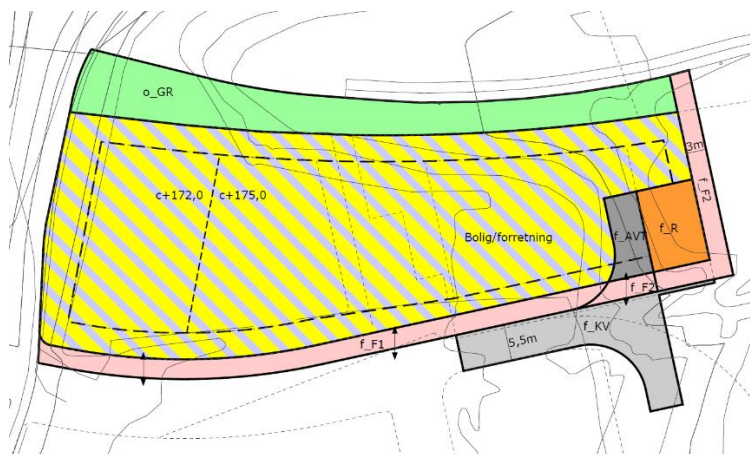 o_GR
3m
f_F2
c+172,0
c+175,0
Bolig/forretning
f_AVT
f_R
f_F2
f_KV
f_F1
5,5m